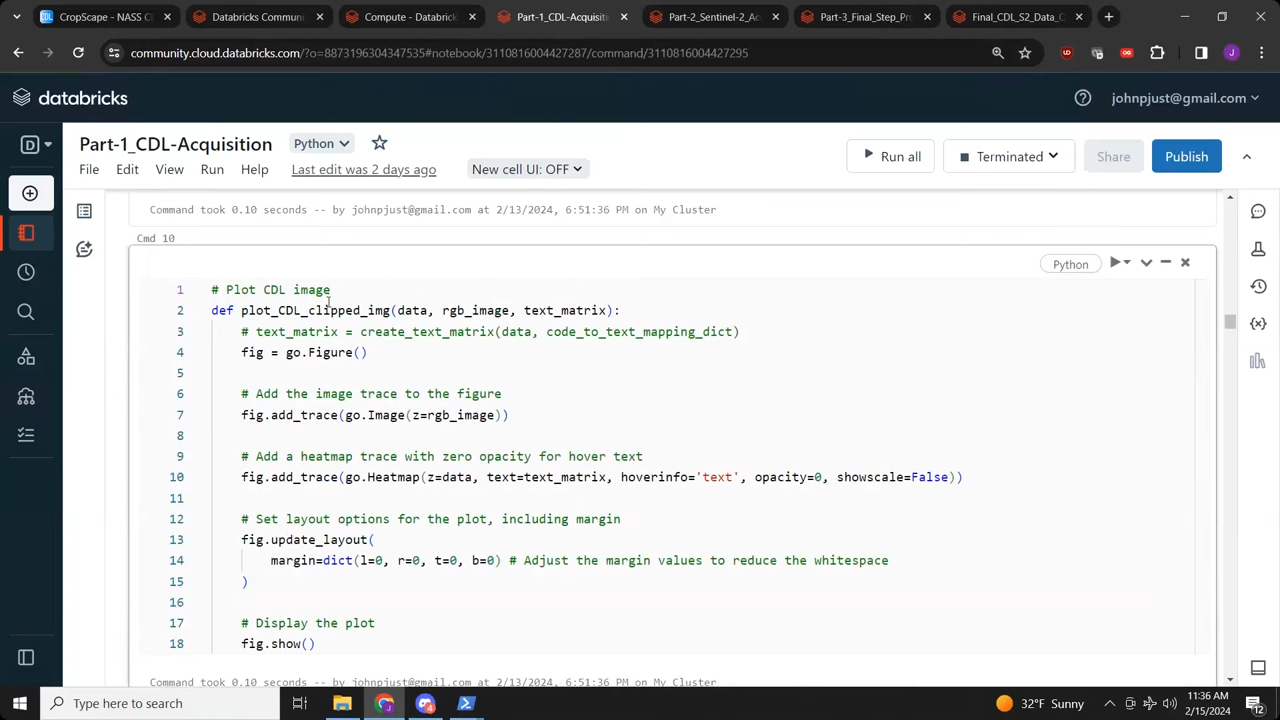 CropScape - NASS CL
Databricks Communi
Compute - Databrick
Part-1_CDL-Acquisiti
Part-2_Sentinel-2_Ac
Part-3_Final_Step_Pr
Final_CDL_S2_Data_C
community.cloud.databricks.com/?o=8873196304347535#notebook/3110816004427287/command/3110816004427295
databricks
johnpjust@gmail.com
D
Part-1_CDL-Acquisition
Python
Run all
Terminated
Share
Publish
File Edit View Run Help Last edit was 2 days ago New cell UI: OFF
Command took 0.10 seconds -- by johnpjust@gmail.com at 2/13/2024, 6:51:36 PM on My Cluster
Cmd 10
Python
1 # Plot CDL image
2 def plot_CDL_clipped_img(data, rgb_image, text_matrix):
3 # text_matrix = create_text_matrix(data, code_to_text_mapping_dict)
4 fig = go.Figure()
5
6 # Add the image trace to the figure
7 fig.add_trace(go.Image(z=rgb_image))
8
9 # Add a heatmap trace with zero opacity for hover text
10 fig.add_trace(go.Heatmap(z=data, text=text_matrix, hoverinfo='text', opacity=0, showscale=False))
11
12 # Set layout options for the plot, including margin
13 fig.update_layout(
14 margin=dict(l=0, r=0, t=0, b=0) # Adjust the margin values to reduce the whitespace
15 )
16
17 # Display the plot
18 fig.show()
Command took 0.10 seconds -- by johnpjust@gmail.com at 2/13/2024, 6:51:36 PM on My Cluster
Type here to search
32°F Sunny
11:36 AM
2/15/2024
12